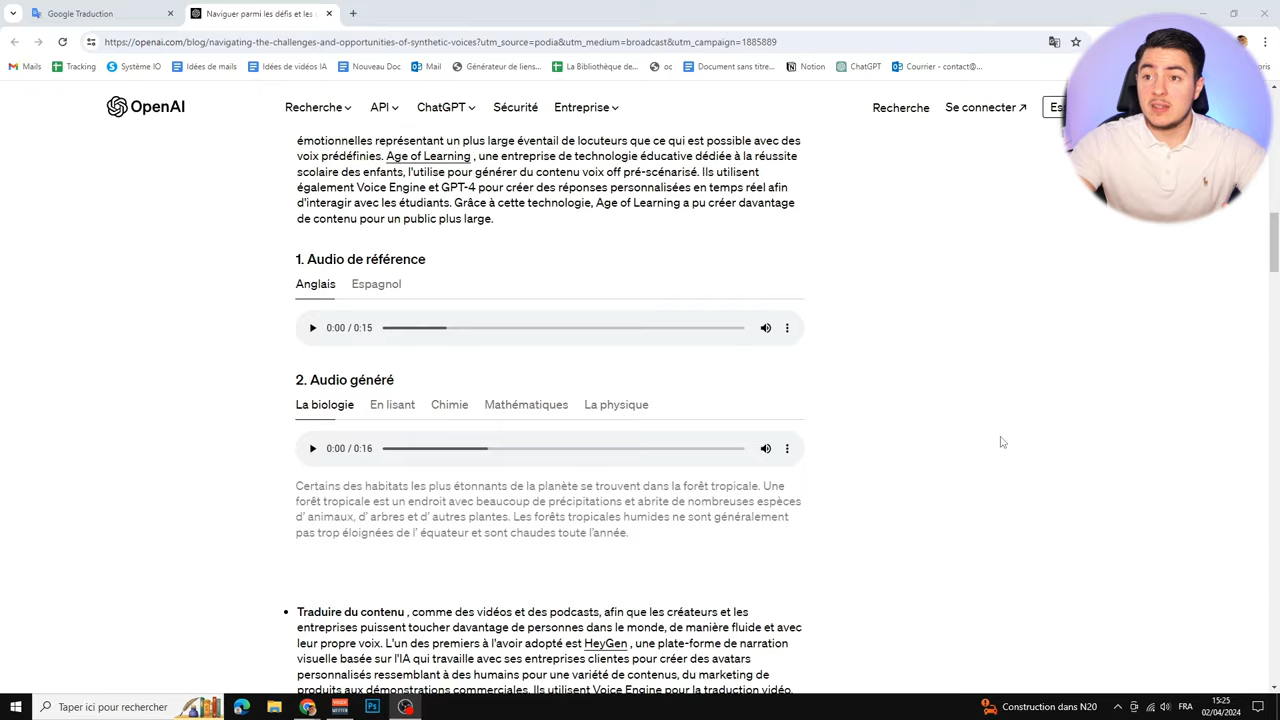 Google Traduction
Naviguer parmi les défis et les
https://openai.com/blog/navigating-the-challenges-and-opportunities-of-synthetic-voices?utm_source=podia&utm_medium=broadcast&utm_campaign=1885889
Mails
Tracking
Système IO
Idées de mails
Idées de vidéos IA
Nouveau Doc
Mail
Générateur de liens...
La Bibliothèque de...
oc
Document sans titre...
Notion
ChatGPT
Courrier - contact@...
OpenAI
Recherche
API
ChatGPT
Sécurité
Entreprise
Recherche
Se connecter ↗
émotionnelles représentant un plus large éventail de locuteurs que ce qui est possible avec des
voix prédéfinies. Age of Learning , une entreprise de technologie éducative dédiée à la réussite
scolaire des enfants, l'utilise pour générer du contenu voix off pré-scénarisé. Ils utilisent
également Voice Engine et GPT-4 pour créer des réponses personnalisées en temps réel afin
d'interagir avec les étudiants. Grâce à cette technologie, Age of Learning a pu créer davantage
de contenu pour un public plus large.
1. Audio de référence
Anglais Espagnol
0:00 / 0:15
2. Audio généré
La biologie En lisant Chimie Mathématiques La physique
0:00 / 0:16
Certains des habitats les plus étonnants de la planète se trouvent dans la forêt tropicale. Une
forêt tropicale est un endroit avec beaucoup de précipitations et abrite de nombreuses espèces
d' animaux, d' arbres et d' autres plantes. Les forêts tropicales humides ne sont généralement
pas trop éloignées de l' équateur et sont chaudes toute l'année.
• Traduire du contenu , comme des vidéos et des podcasts, afin que les créateurs et les
entreprises puissent toucher davantage de personnes dans le monde, de manière fluide et avec
leur propre voix. L'un des premiers à l'avoir adopté est HeyGen , une plate-forme de narration
visuelle basée sur l'IA qui travaille avec ses entreprises clientes pour créer des avatars
personnalisés ressemblant à des humains pour une variété de contenus, du marketing de
produits aux démonstrations commerciales. Ils utilisent Voice Engine pour la traduction vidéo,
Taper ici pour rechercher
Construction dans N20
FRA
15:25
02/04/2024